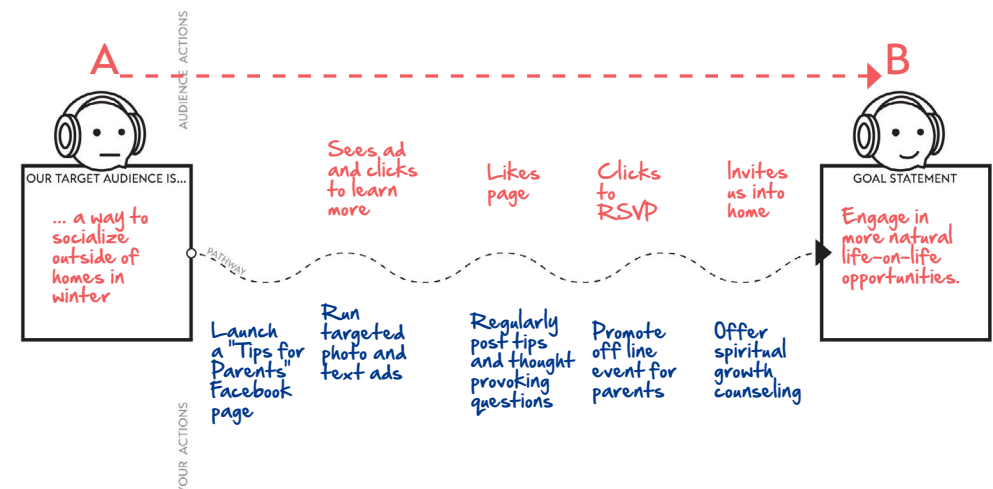 AUDIENCE ACTIONS
A
B
OUR TARGET AUDIENCE IS...
... a way to
socialize
outside of
homes in
winter
PATHWAY
Sees ad
and clicks
to learn
more
Likes
page
Clicks
to
RSVP
Invites
us into
home
GOAL STATEMENT
Engage in
more natural
life-on-life
opportunities.
Launch
a "Tips for
Parents"
Facebook
page
Run
targeted
photo and
text ads
Regularly
post tips
and thought
provoking
questions
Promote
off line
event for
parents
Offer
spiritual
growth
counseling
YOUR ACTIONS